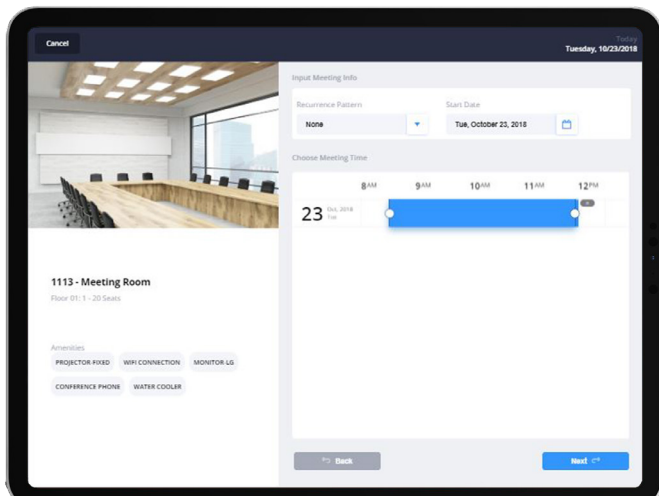 Cancel
Today
Tuesday, 10/23/2018
Input Meeting Info
Recurrence Pattern
Start Date
None
Tue, October 23, 2018
Choose Meeting Time
8AM
9AM
10AM
11AM
12PM
23
Oct, 2018
Tue
1113 - Meeting Room
Floor 01: 1 - 20 Seats
Amenities
PROJECTOR-FIXED
WIFI CONNECTION
MONITOR-LG
CONFERENCE PHONE
WATER COOLER
Back
Next